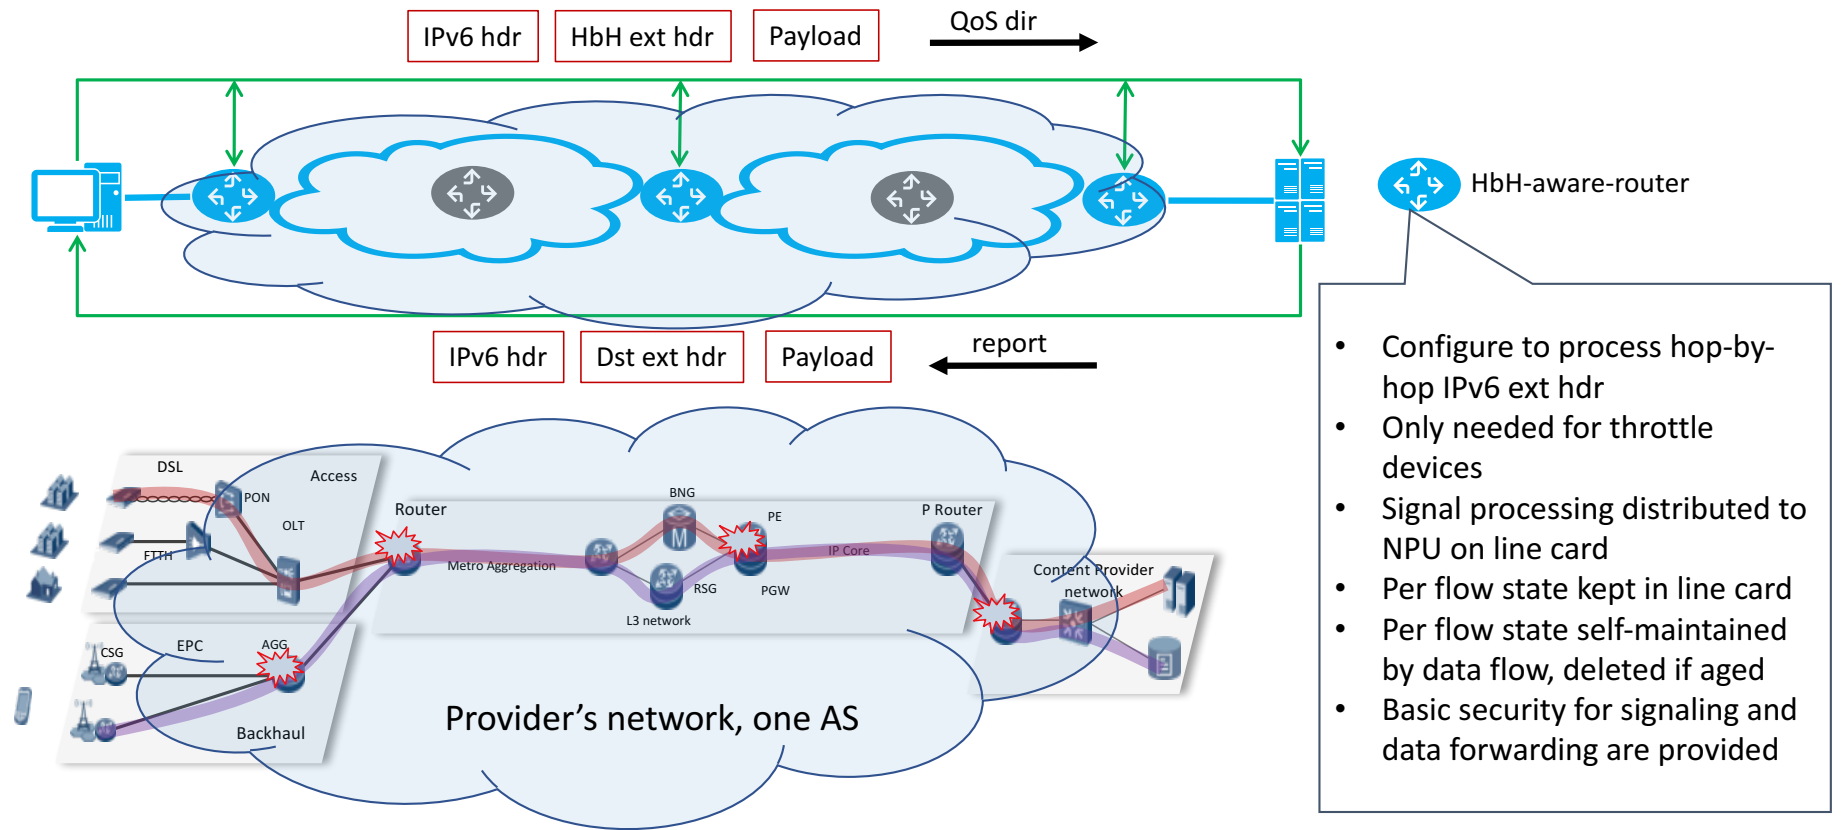 IPv6 hdr
HbH ext hdr
Payload
QoS dir
HbH-aware-router
IPv6 hdr
Dst ext hdr
Payload
report
• Configure to process hop-by-
hop IPv6 ext hdr
• Only needed for throttle
devices
• Signal processing distributed to
NPU on line card
• Per flow state kept in line card
• Per flow state self-maintained
by data flow, deleted if aged
• Basic security for signaling and
data forwarding are provided
DSL
Access
PON
OLT
FTTH
Router
BNG
M
PE
P Router
Metro Aggregation
IP Core
RSG
PGW
L3 network
Content Provider
network
EPC
CSG
AGG
Backhaul
Provider’s network, one AS